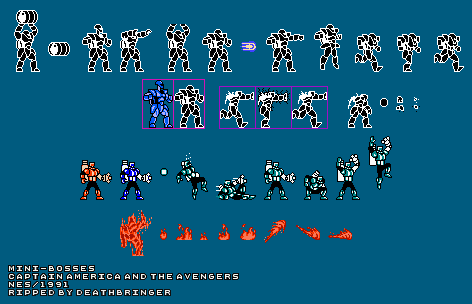 MINI-BOSSES
CAPTAIN AMERICA AND THE AVENGERS
NES/1991
RIPPED BY DEATHBRINGER